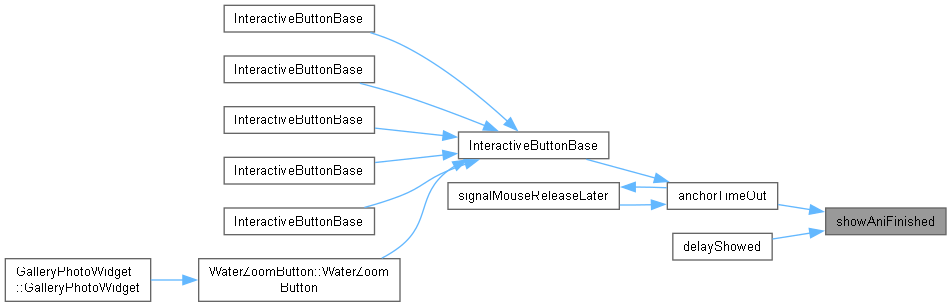 InteractiveButtonBase
InteractiveButtonBase
InteractiveButtonBase
InteractiveButtonBase
InteractiveButtonBase
InteractiveButtonBase
signalMouseReleaseLater
anchorTimeOut
showAniFinished
delayShowed
GalleryPhotoWidget
::GalleryPhotoWidget
WaterZoomButton::WaterZoom
Button